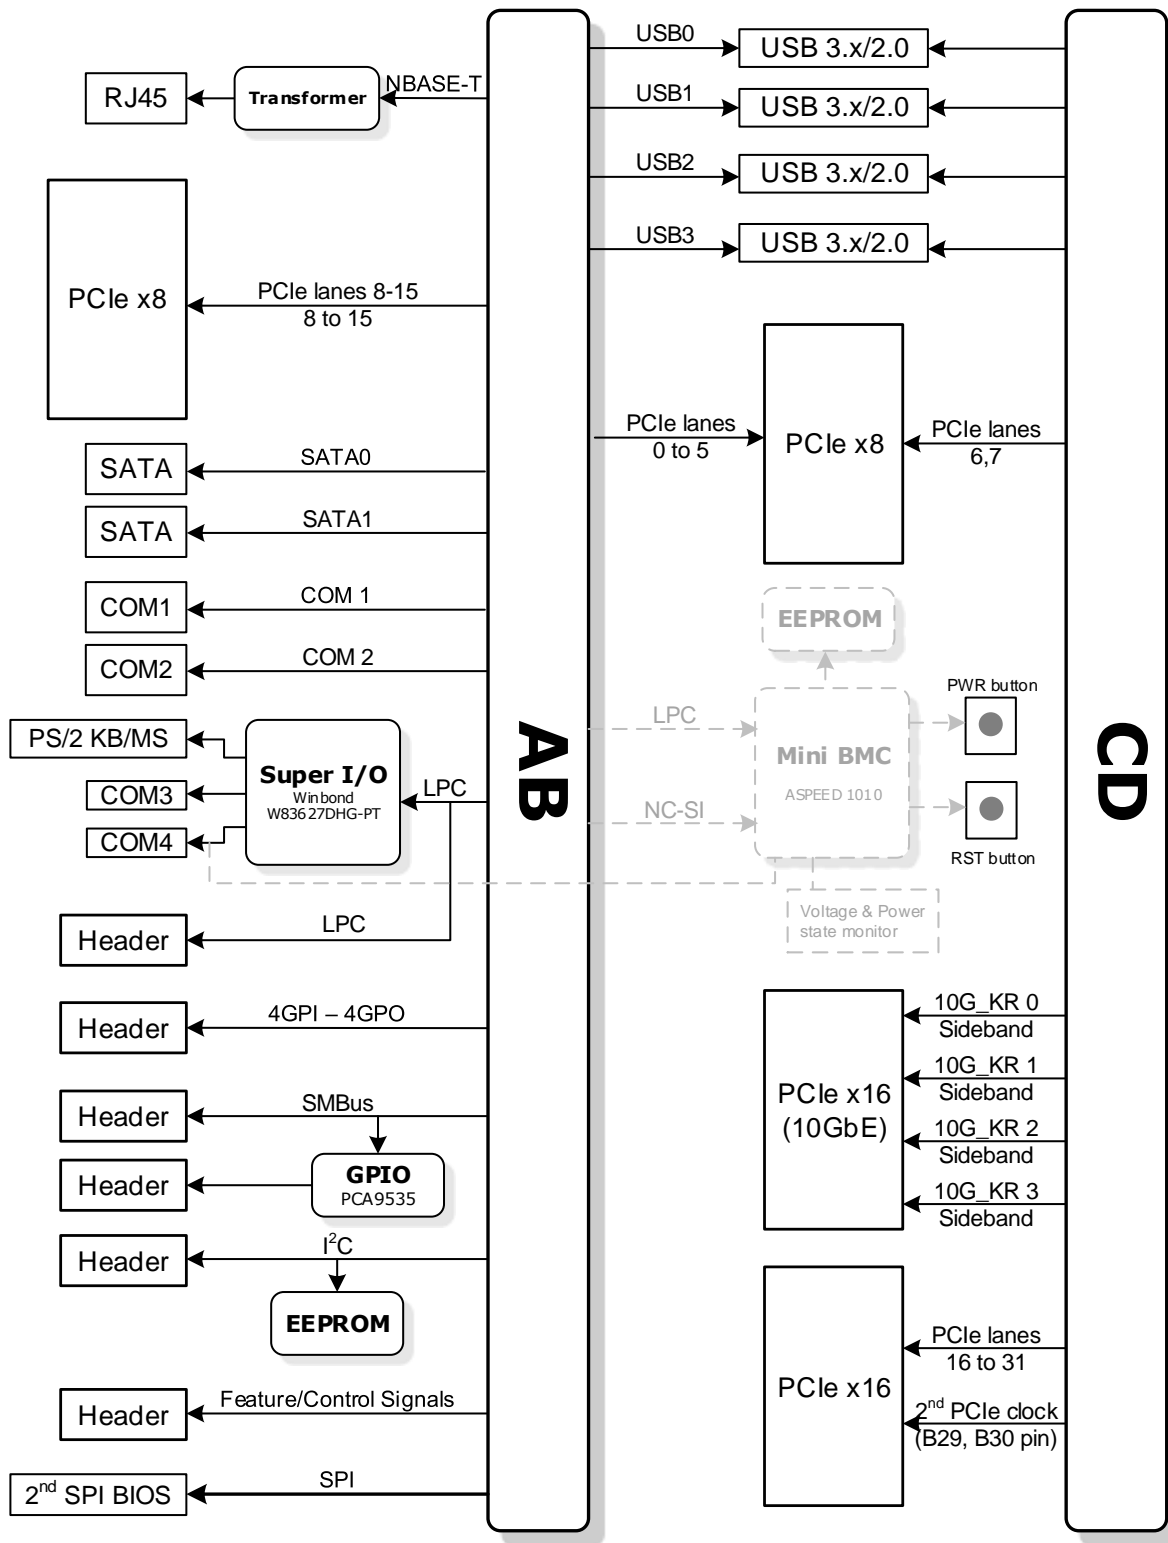 USB0
USB 3.x/2.0
NBASE-T
RJ45
Transformer
USB1
USB 3.x/2.0
USB2
USB 3.x/2.0
USB3
USB 3.x/2.0
PCIe x8
PCIe lanes 8-15
8 to 15
PCIe lanes
0 to 5
PCIe x8
PCIe lanes
6,7
SATA
SATA0
SATA
SATA1
COM1
COM 1
COM2
COM 2
EEPROM
PS/2 KB/MS
COM3
COM4
Super I/O
Winbond
W83627DHG-PT
LPC
AB
LPC
NC-SI
Mini BMC
ASPEED 1010
PWR button
RST button
CD
Voltage & Power
state monitor
Header
LPC
Header
4GPI – 4GPO
Header
SMBus
Header
GPIO
PCA9535
Header
I2C
EEPROM
PCIe x16
(10GbE)
10G_KR 0
Sideband
10G_KR 1
Sideband
10G_KR 2
Sideband
10G_KR 3
Sideband
PCIe x16
PCIe lanes
16 to 31
2nd PCIe clock
(B29, B30 pin)
Header
Feature/Control Signals
2nd SPI BIOS
SPI